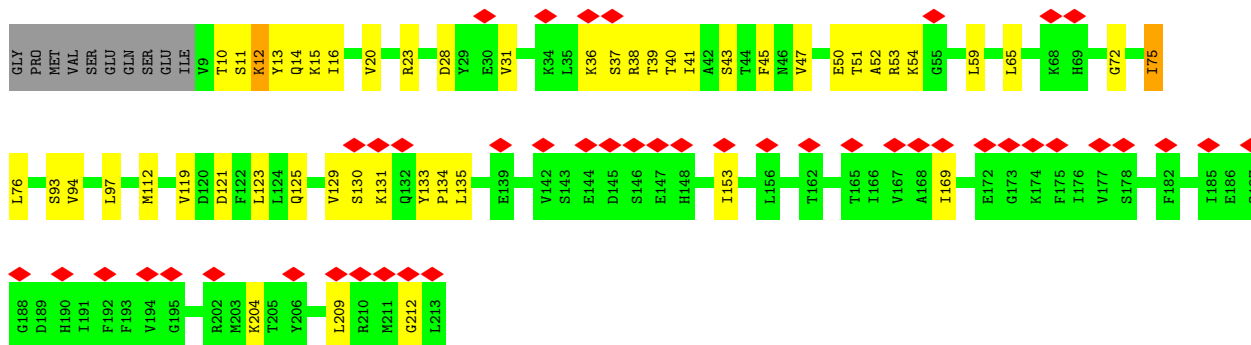 GLY PRO MET VAL SER GLU GLN SER GLU ILE V9 T10 S11 K12 Y13 Q14 K15 I16 V20 R23 D28 Y29 E30 V31 K34 L35 K36 S37 R38 T39 T40 I41 A42 S43 T44 F45 N46 V47 E50 T51 A52 R53 K54 G55 L59 L65 K68 H69 G72 I75
L76 S93 V94 L97 M112 V119 D120 D121 F122 L123 L124 Q125 V129 S130 K131 Q132 Y133 P134 L135 E139 V142 S143 E144 D145 S146 E147 H148 I153 L156 T162 T165 I166 V167 A168 I169 E172 G173 K174 F175 I176 V177 S178 F182 I185 E186
G188 D189 H190 I191 F192 F193 V194 G195 R202 M203 K204 T205 Y206 L209 R210 M211 G212 L213